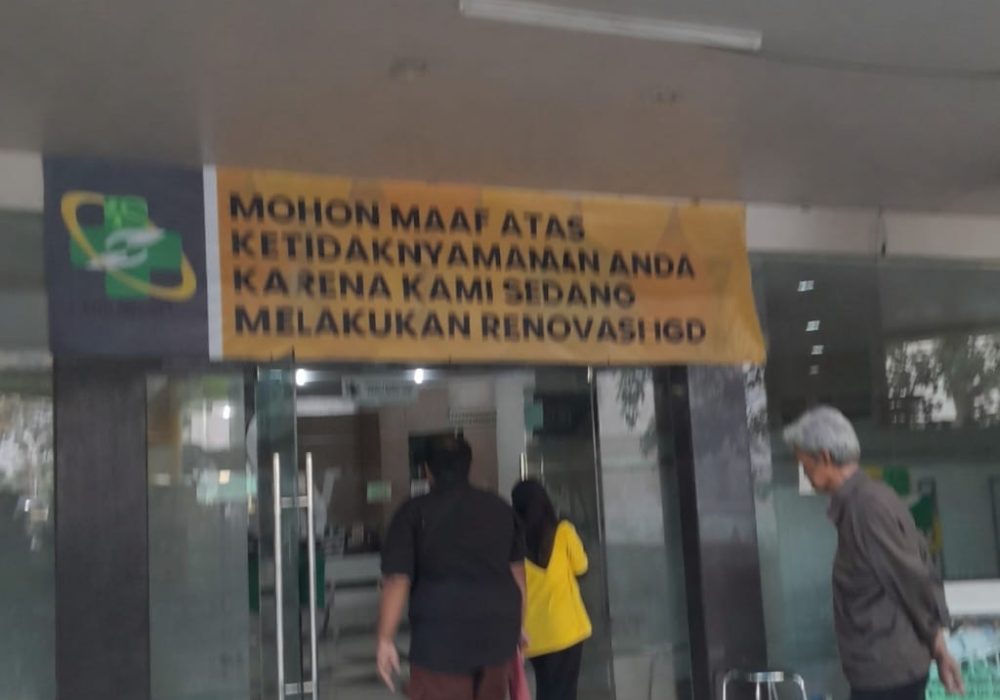 MOHON MAAF ATAS
KETIDAKNYAMANAN ANDA
KARENA KAMI SEDANG
MELAKUKAN RENOVASI IGD